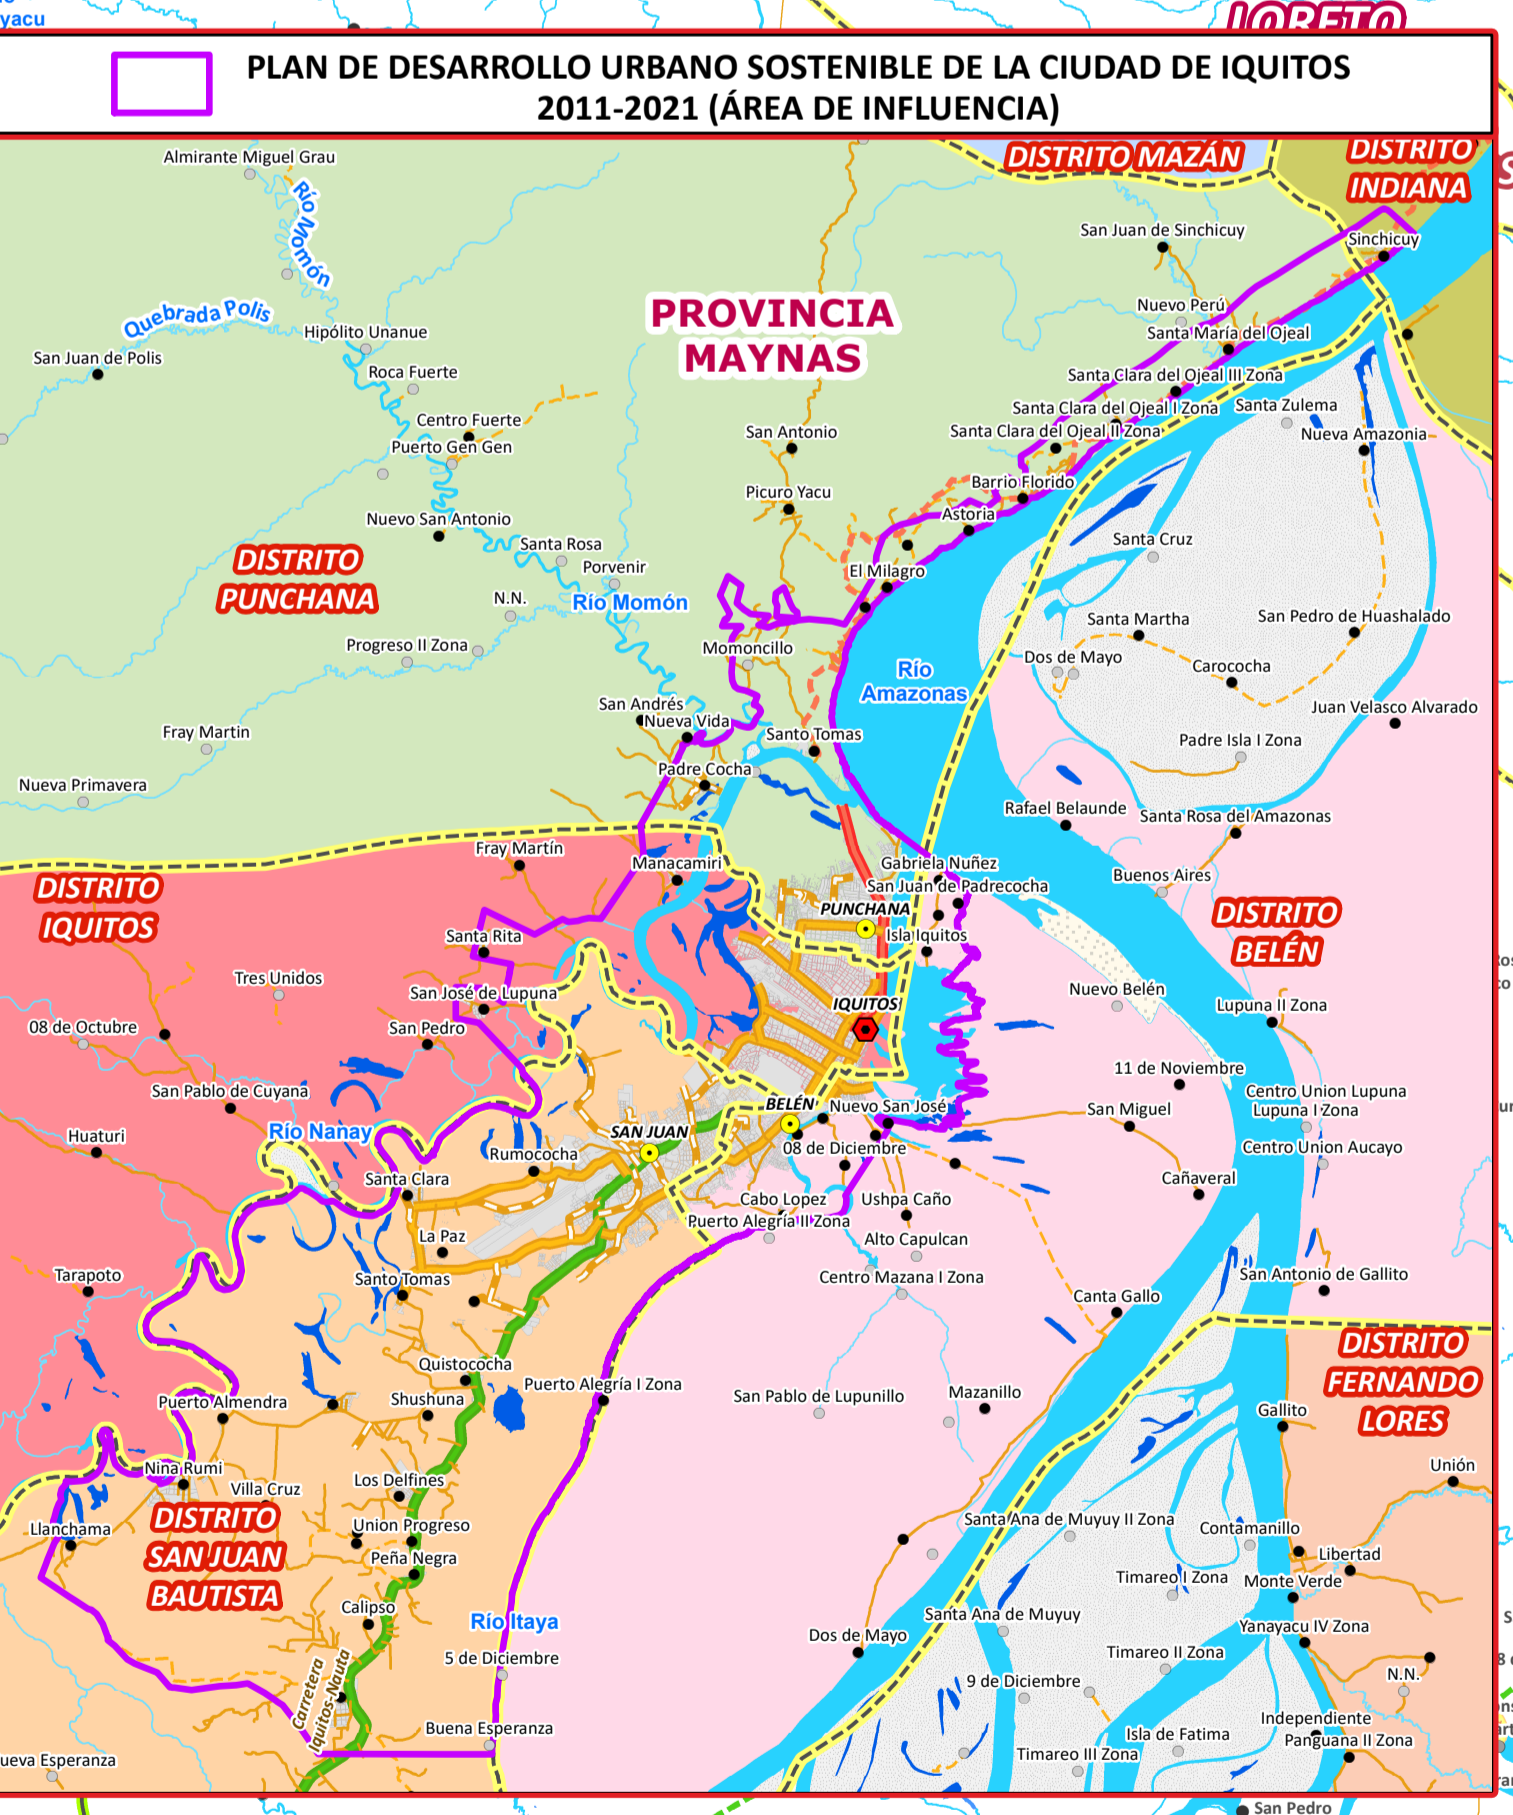 yacu
LORETO
PLAN DE DESARROLLO URBANO SOSTENIBLE DE LA CIUDAD DE IQUITOS
2011-2021 (ÁREA DE INFLUENCIA)
Almirante Miguel Grau
DISTRITO MAZÁN
DISTRITO
INDIANA
Río Momón
San Juan de Sinchicuy
Sinchicuy
Quebrada Polis
Hipólito Unanue
PROVINCIA
MAYNAS
Nuevo Perú
Santa María del Ojeal
San Juan de Polis
Roca Fuerte
Santa Clara del Ojeal III Zona
Centro Fuerte
Puerto Gen Gen
San Antonio
Santa Clara del Ojeal I Zona
Santa Zulema
Santa Clara del Ojeal II Zona
Nueva Amazonia
Picuro Yacu
Barrio Florido
Nuevo San Antonio
Astoria
Santa Rosa
Santa Cruz
DISTRITO
PUNCHANA
Porvenir
El Milagro
N.N.
Río Momón
Santa Martha
San Pedro de Huashalado
Progreso II Zona
Momoncillo
Dos de Mayo
Carococha
Río
Amazonas
San Andrés
Nueva Vida
Juan Velasco Alvarado
Fray Martin
Santo Tomas
Padre Isla I Zona
Padre Cocha
Nueva Primavera
Rafael Belaunde
Santa Rosa del Amazonas
Fray Martín
Manacamiri
Gabriela Nuñez
Buenos Aires
DISTRITO
IQUITOS
San Juan de Padrecocha
PUNCHANA
DISTRITO
BELÉN
Santa Rita
Isla Iquitos
Tres Unidos
San José de Lupuna
IQUITOS
Nuevo Belén
Lupuna II Zona
08 de Octubre
San Pedro
San Pablo de Cuyana
11 de Noviembre
Centro Union Lupuna
Lupuna I Zona
BELÉN
Nuevo San José
San Miguel
Huaturi
Río Nanay
SAN JUAN
08 de Diciembre
Centro Union Aucayo
Rumococha
Santa Clara
Cañaveral
Cabo Lopez
Ushpa Caño
Puerto Alegría II Zona
La Paz
Alto Capulcan
Tarapoto
Santo Tomas
Centro Mazana I Zona
San Antonio de Gallito
Canta Gallo
DISTRITO
FERNANDO
LORES
Quistococha
Puerto Alegría I Zona
Puerto Almendra
Shushuna
San Pablo de Lupunillo
Mazanillo
Gallito
Nina Rumi
Los Delfines
Unión
Villa Cruz
DISTRITO
SAN JUAN
BAUTISTA
Llanchama
Union Progreso
Santa Ana de Muyuy II Zona
Contamanillo
Peña Negra
Libertad
Timareo I Zona
Monte Verde
Calipso
Río Itaya
Santa Ana de Muyuy
Dos de Mayo
Yanayacu IV Zona
5 de Diciembre
Timareo II Zona
Carretera
Iquitos-Nauta
9 de Diciembre
N.N.
Buena Esperanza
Independiente
Isla de Fatima
Panguana II Zona
Timareo III Zona
ueva Esperanza
San Pedro